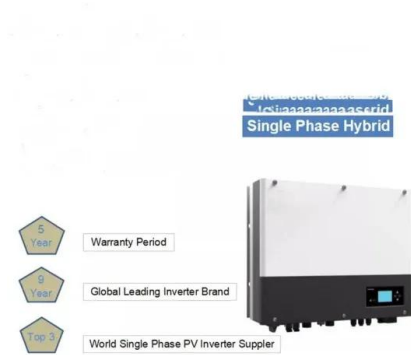 Single Phase Hybrid
5
Year
Warranty Period
9
Year
Global Leading Inverter Brand
Top 3
World Single Phase PV Inverter Suppler